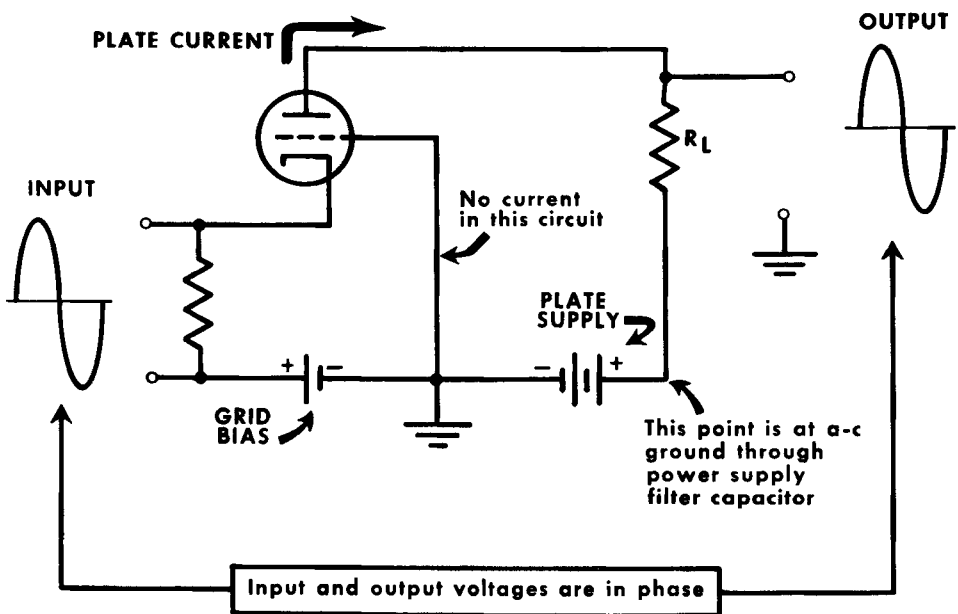 OUTPUT
PLATE CURRENT
R L
INPUT
No current
in this circuit
PLATE
SUPPLY
+ –
– +
GRID
BIAS
This point is at a-c
ground through
power supply
filter capacitor
Input and output voltages are in phase